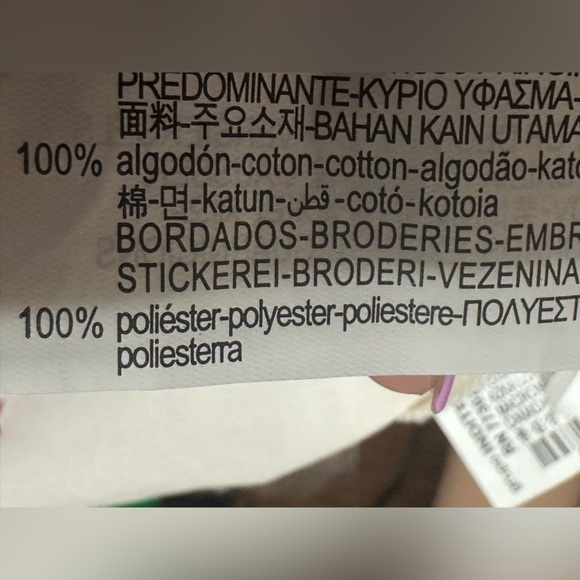 PREDOMINANTE-ΚΥΡΙΟ ΥΦΑΣΜΑ-
面料-주요소재-BAHAN KAIN UTAMA
100% algodón-coton-cotton-algodão-kat
棉-면-katun-قطن-cotó-kotoia
BORDADOS-BRODERIES-EMBR
STICKEREI-BRODERI-VEZENINA
100% poliéster-polyester-poliestere-ΠΟΛΥΕΣΤ
poliesterra